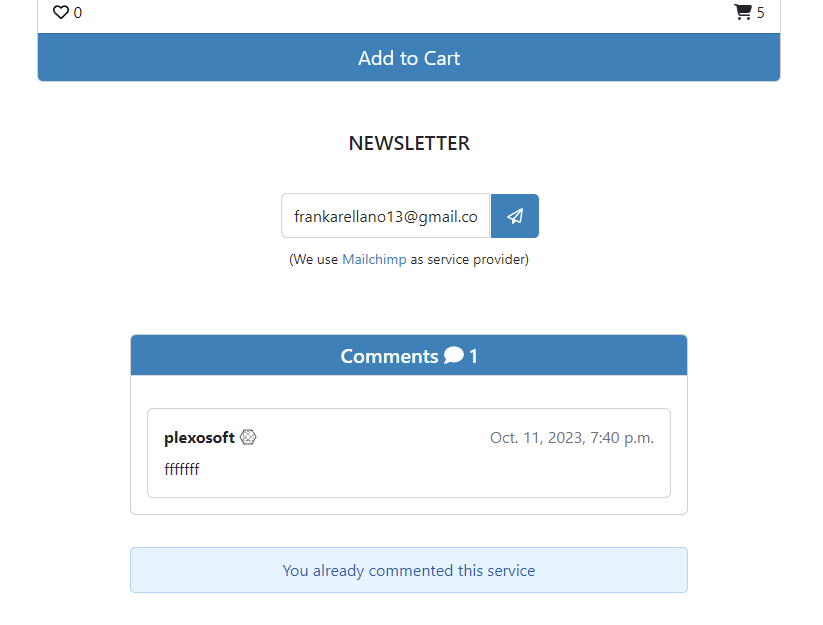 0
5
Add to Cart
NEWSLETTER
frankarellano13@gmail.co
(We use Mailchimp as service provider)
Comments 1
plexosoft
Oct. 11, 2023, 7:40 p.m.
fffffff
You already commented this service